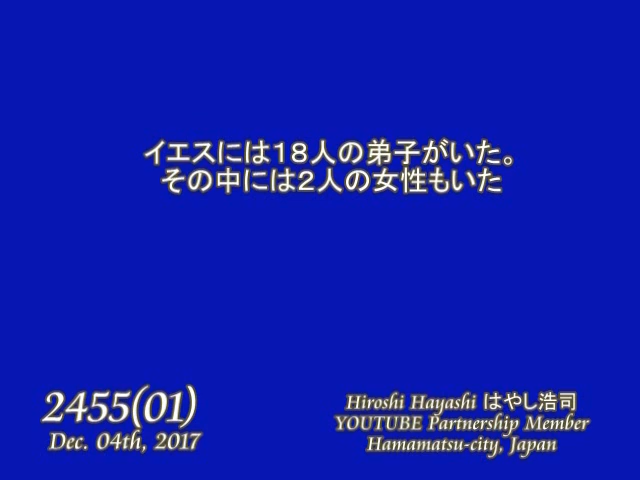 イエスには１８人の弟子がいた。
その中には２人の女性もいた
2455(01)
Dec. 04th, 2017
Hiroshi Hayashi はやし浩司
YOUTUBE Partnership Member
Hamamatsu-city, Japan